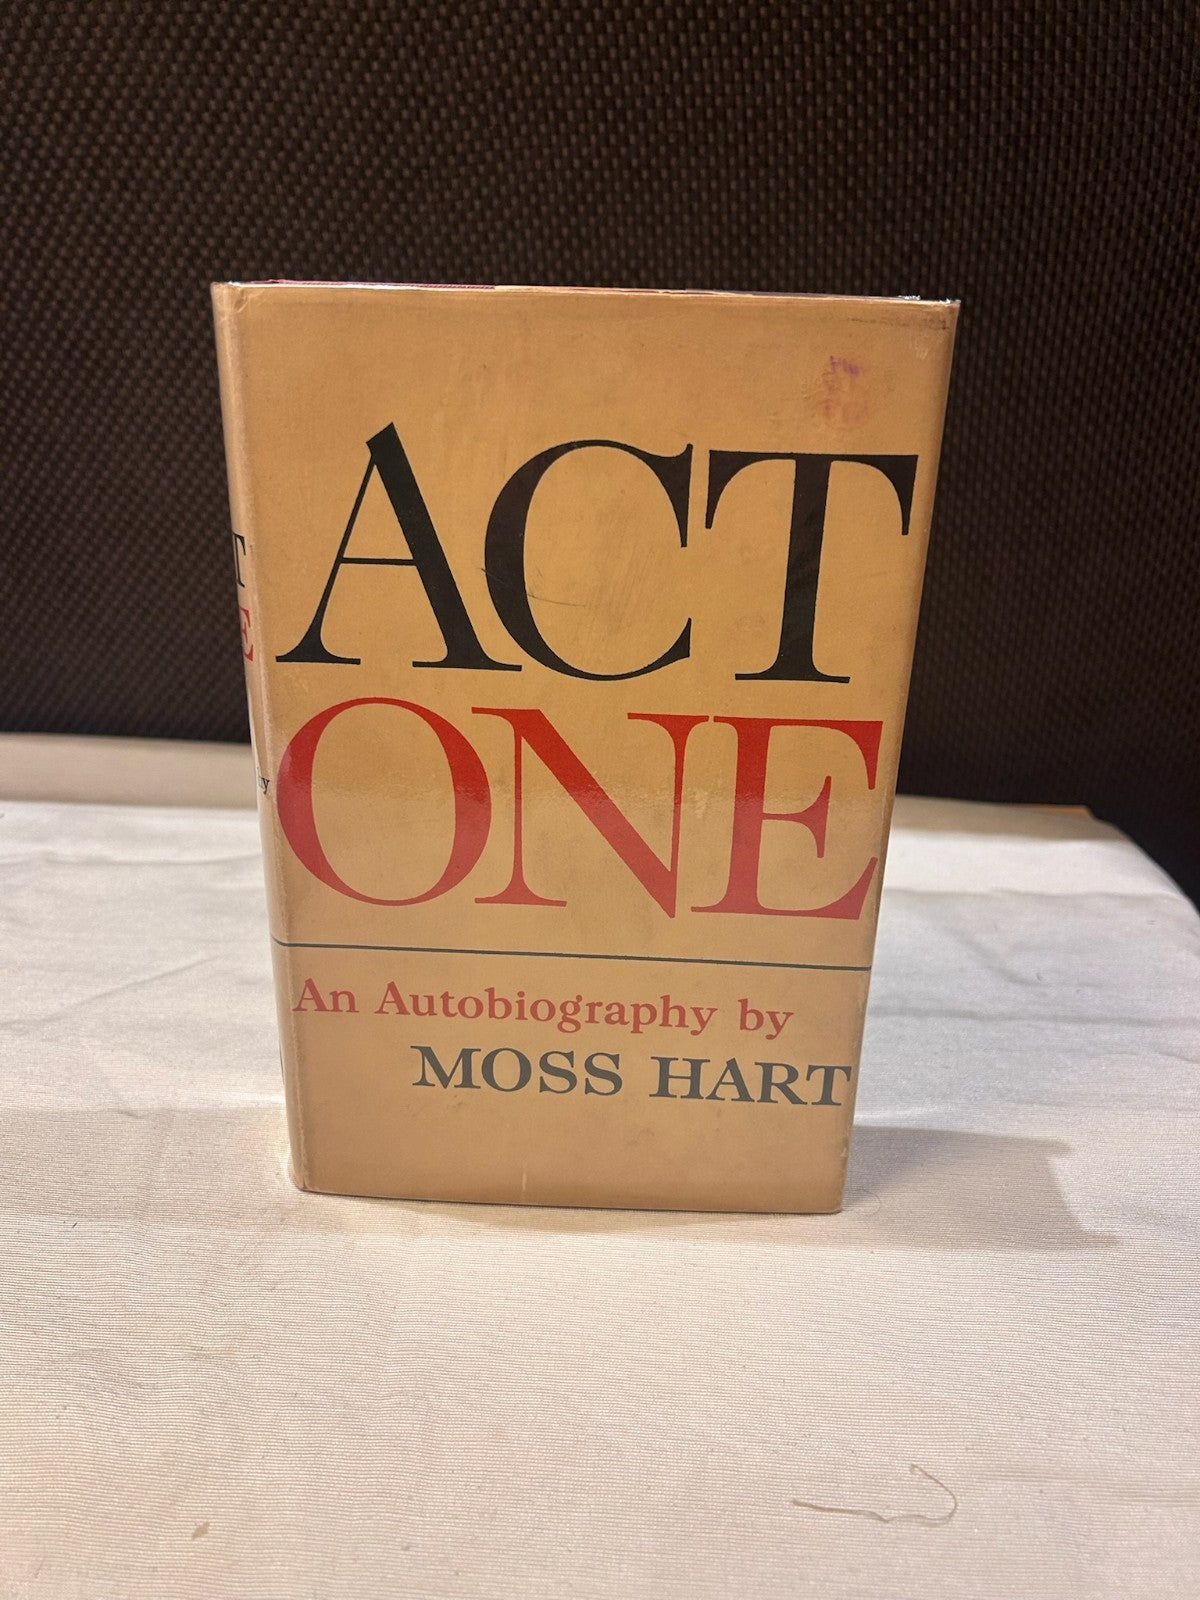 ACT
ONE
An Autobiography by
MOSS HART